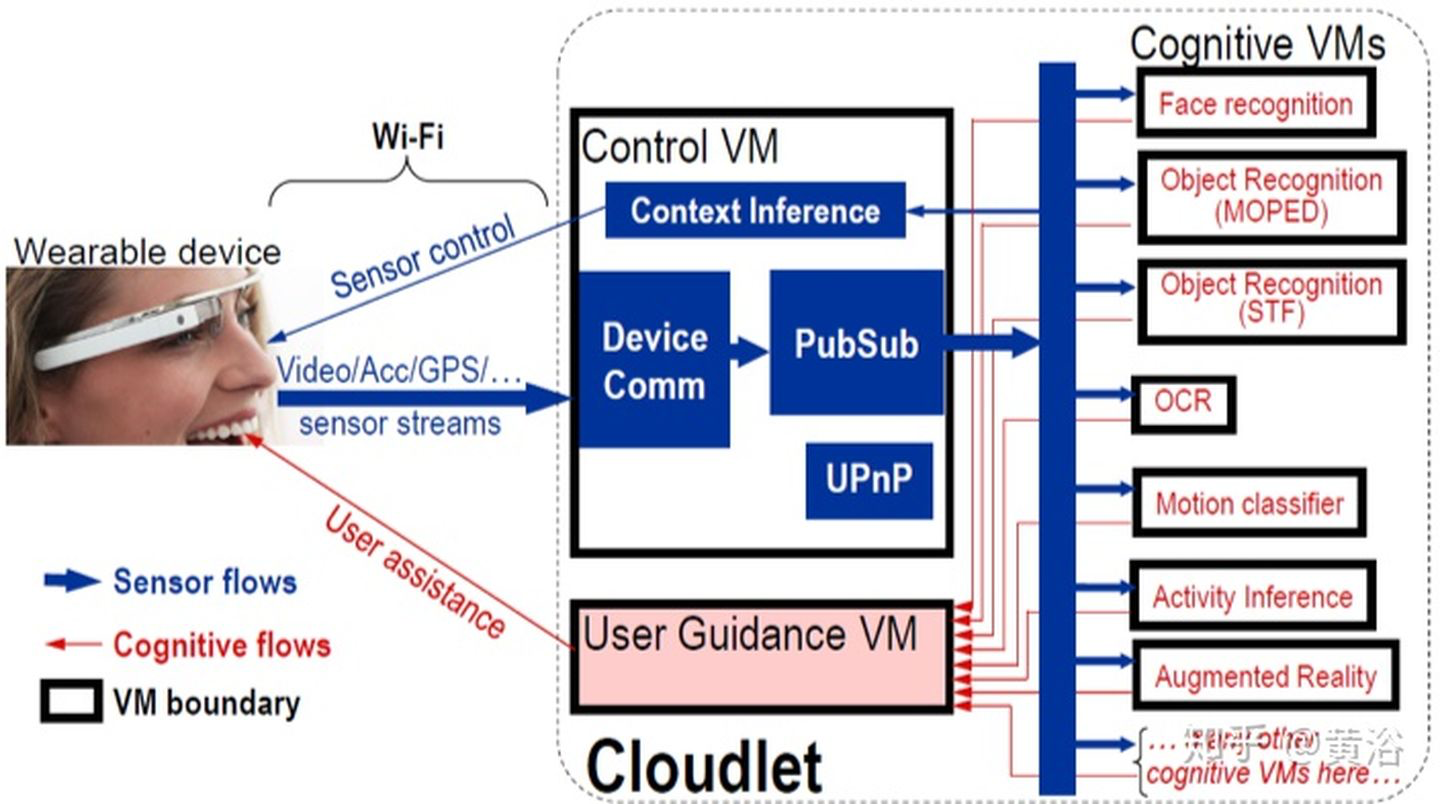 Cognitive VMs
Face recognition
Object Recognition
(MOPED)
Object Recognition
(STF)
OCR
Motion classifier
Activity Inference
Augmented Reality
... many other
cognitive VMs here...
Wi-Fi
Control VM
Context Inference
Device
Comm
PubSub
UPnP
Wearable device
Sensor control
Video/Acc/GPS/...
sensor streams
User assistance
User Guidance VM
Sensor flows
Cognitive flows
VM boundary
Cloudlet
知乎 @黄浴